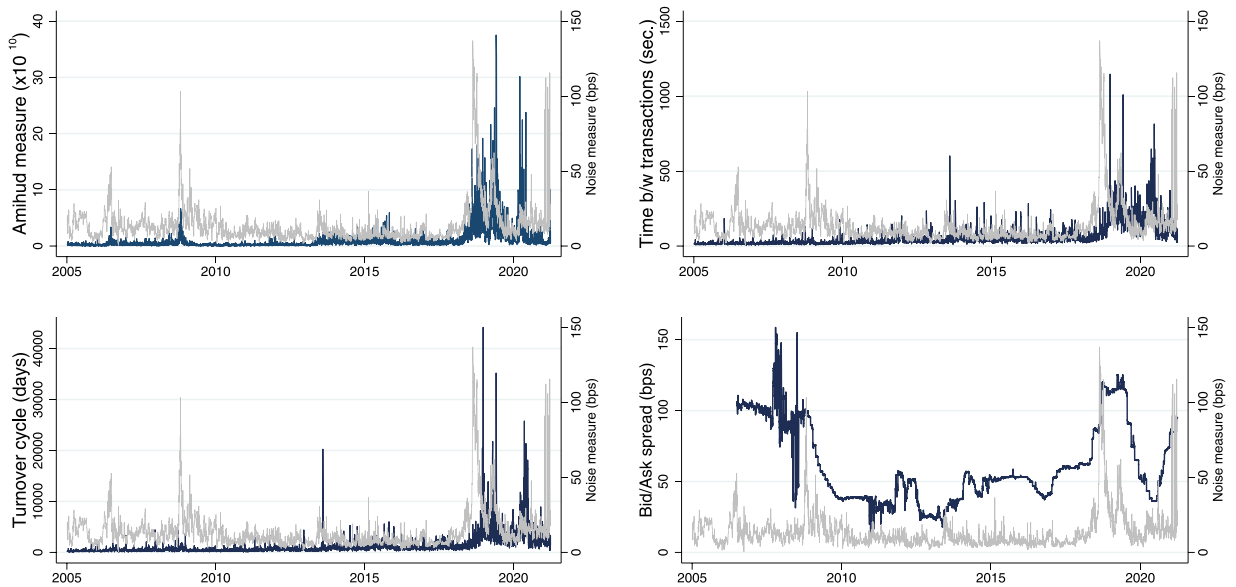 Amihud measure (x10 10)
0 10 20 30 40
Noise measure (bps)
0 50 100 150
2005 2010 2015 2020
Time b/w transactions (sec.)
0 500 1000 1500
Noise measure (bps)
0 50 100 150
2005 2010 2015 2020
Turnover cycle (days)
0 10000 20000 30000 40000
Noise measure (bps)
0 50 100 150
2005 2010 2015 2020
Bid/Ask spread (bps)
0 50 100 150
Noise measure (bps)
0 50 100 150
2005 2010 2015 2020